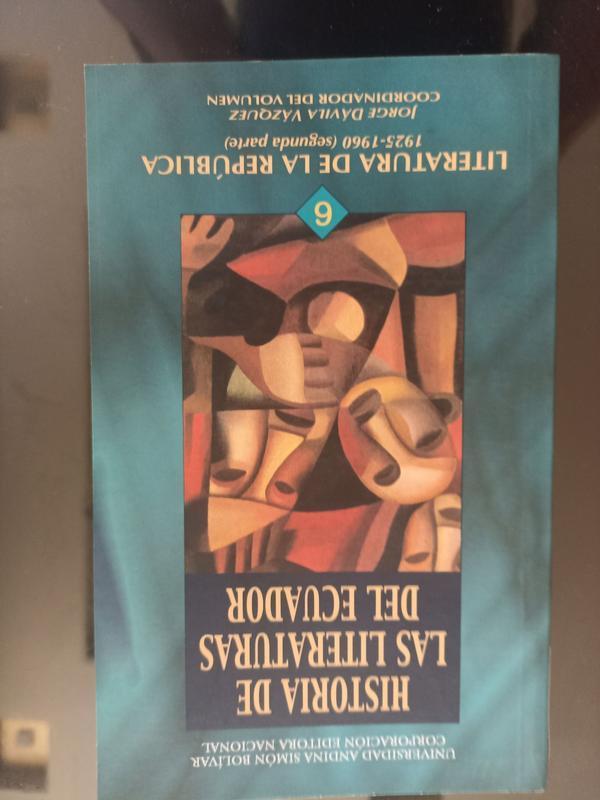 UNIVERSIDAD ANDINA SIMÓN BOLÍVAR
CORPORACIÓN EDITORA NACIONAL
HISTORIA DE
LAS LITERATURAS
DEL ECUADOR
6
LITERATURA DE LA REPÚBLICA
1925-1960 (segunda parte)
JORGE DÁVILA VÁZQUEZ
COORDINADOR DEL VOLUMEN